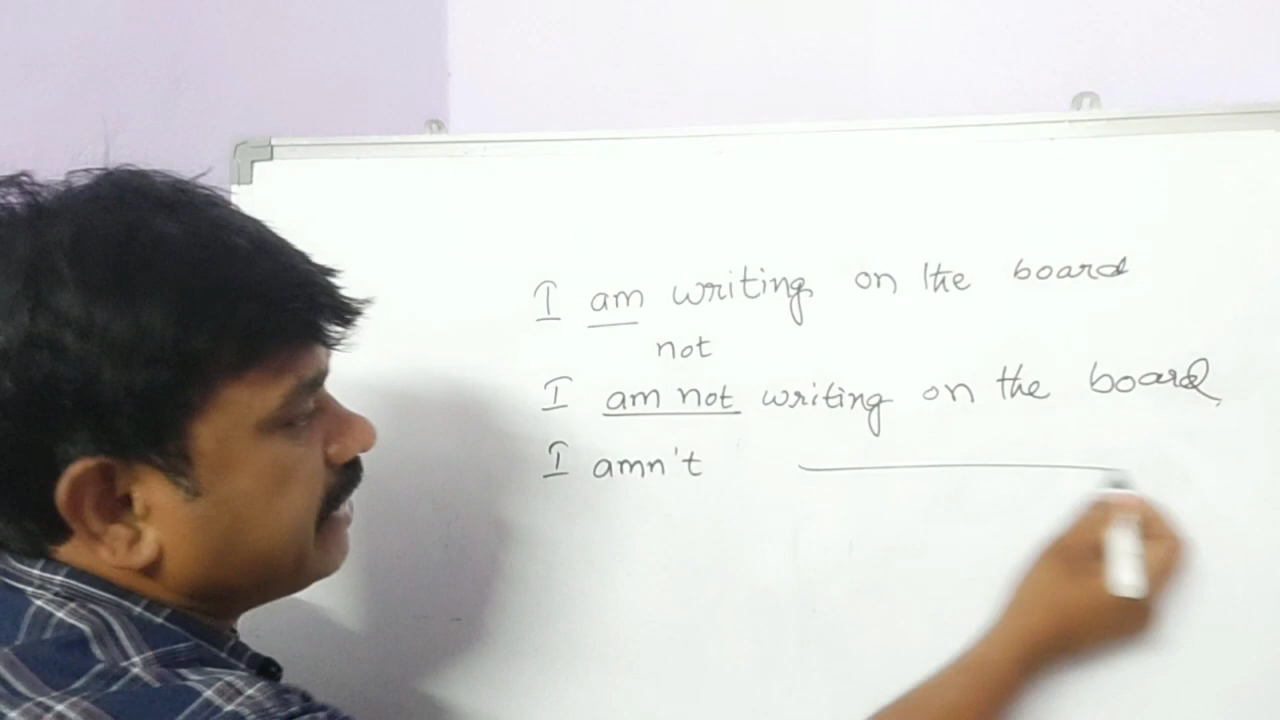 I am writing on the board
not
I am not writing on the board
I amn't